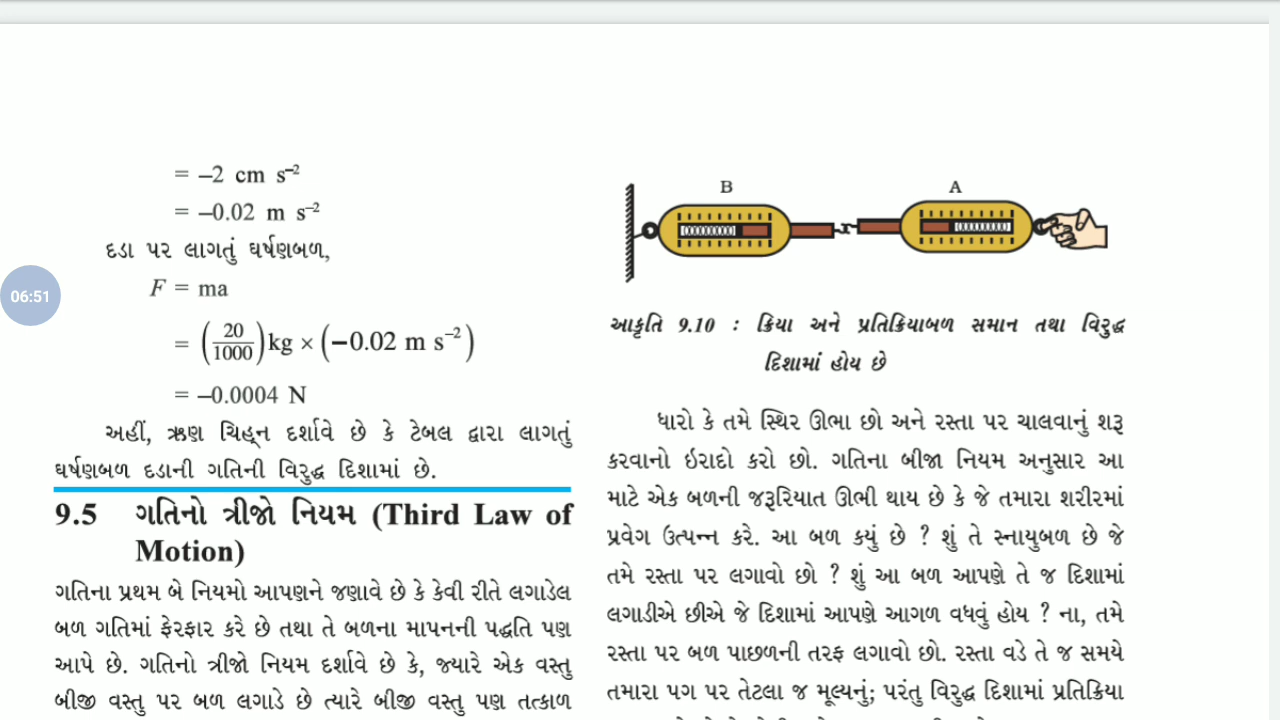 = –2 cm s⁻²
= –0.02 m s⁻²
દડા પર લાગતું ઘર્ષણબળ,
F = ma
= (20/1000) kg × (–0.02 m s⁻²)
= –0.0004 N
અહીં, ઋણ ચિહ્ન દર્શાવે છે કે ટેબલ દ્વારા લાગતું
ઘર્ષણબળ દડાની ગતિની વિરુદ્ધ દિશામાં છે.
9.5 ગતિનો ત્રીજો નિયમ (Third Law of
Motion)
ગતિના પ્રથમ બે નિયમો આપણને જણાવે છે કે કેવી રીતે લગાડેલ
બળ ગતિમાં ફેરફાર કરે છે તથા તે બળના માપનની પદ્ધતિ પણ
આપે છે. ગતિનો ત્રીજો નિયમ દર્શાવે છે કે, જ્યારે એક વસ્તુ
બીજી વસ્તુ પર બળ લગાડે છે ત્યારે બીજી વસ્તુ પણ તત્કાળ
06:51
B A
આકૃતિ 9.10 : ક્રિયા અને પ્રતિક્રિયાબળ સમાન તથા વિરુદ્ધ
દિશામાં હોય છે
ધારો કે તમે સ્થિર ઊભા છો અને રસ્તા પર ચાલવાનું શરૂ
કરવાનો ઇરાદો કરો છો. ગતિના બીજા નિયમ અનુસાર આ
માટે એક બળની જરૂરિયાત ઊભી થાય છે કે જે તમારા શરીરમાં
પ્રવેગ ઉત્પન્ન કરે. આ બળ કયું છે ? શું તે સ્નાયુબળ છે જે
તમે રસ્તા પર લગાવો છો ? શું આ બળ આપણે તે જ દિશામાં
લગાડીએ છીએ જે દિશામાં આપણે આગળ વધવું હોય ? ના, તમે
રસ્તા પર બળ પાછળની તરફ લગાવો છો. રસ્તા વડે તે જ સમયે
તમારા પગ પર તેટલા જ મૂલ્યનું; પરંતુ વિરુદ્ધ દિશામાં પ્રતિક્રિયા